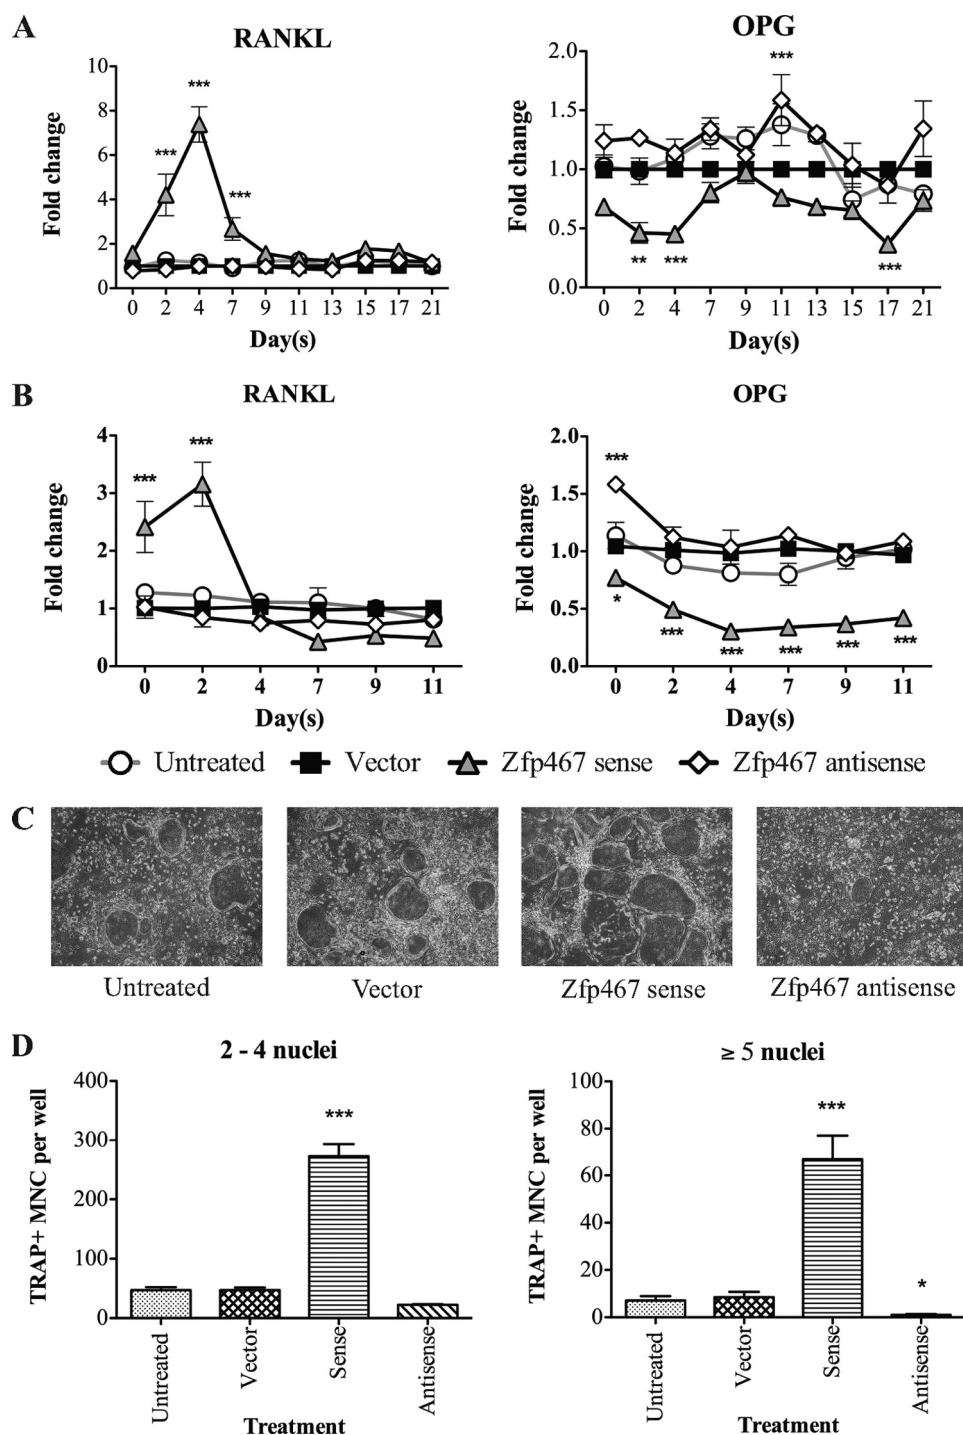 A
RANKL
Fold change
10
8
6
4
2
0
***
***
***
0 2 4 7 9 11 13 15 17 21
Day(s)
OPG
Fold change
2.0
1.5
1.0
0.5
0.0
***
**
***
***
0 2 4 7 9 11 13 15 17 21
Day(s)
B
RANKL
Fold change
4
3
2
1
0
***
***
0 2 4 7 9 11
Day(s)
OPG
Fold change
2.0
1.5
1.0
0.5
0.0
***
*
***
***
***
***
***
0 2 4 7 9 11
Day(s)
Untreated Vector Zfp467 sense Zfp467 antisense
C
Untreated
Vector
Zfp467 sense
Zfp467 antisense
D
2 - 4 nuclei
TRAP+ MNC per well
400
300
200
100
0
***
Untreated
Vector
Sense
Antisense
Treatment
≥ 5 nuclei
TRAP+ MNC per well
100
80
60
40
20
0
***
*
Untreated
Vector
Sense
Antisense
Treatment